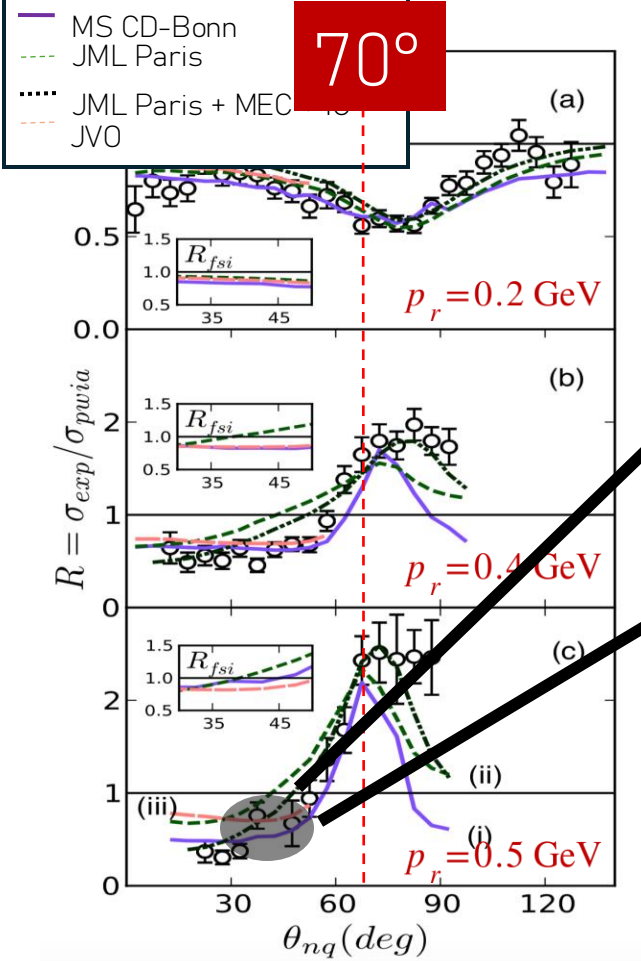 MS CD-Bonn
JML Paris
JML Paris + MEC
JVO
70°
(a)
0.5
1.5
1.0
0.5
R_fsi
35 45
p_r=0.2 GeV
0.0
(b)
2
1.5
1.0
0.5
R_fsi
35 45
1
p_r=0.4 GeV
R = σ_exp/σ_pwia
0
(c)
2
1.5
1.0
0.5
R_fsi
35 45
(ii)
1
(iii)
(i)
p_r=0.5 GeV
0
30 60 90 120
θ_nq(deg)